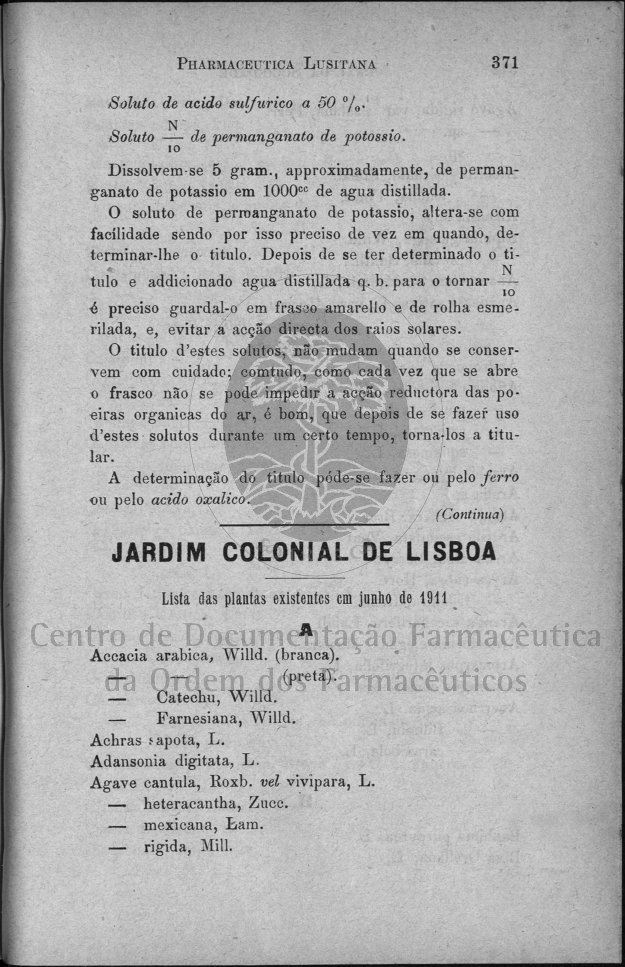 PHARMACEUTICA LUSITANA 371
Soluto de acido sulfurico a 50 %.
Soluto N/10 de permanganato de potossio.
Dissolvem-se 5 gram., approximadamente, de perman-
ganato de potassio em 1000cc de agua distillada.
O soluto de permanganato de potassio, altera-se com
facilidade sendo por isso preciso de vez em quando, de-
terminar-lhe o titulo. Depois de se ter determinado o ti-
tulo e addicionado agua distillada q. b. para o tornar N/10
é preciso guardal-o em frasco amarello e de rolha esme-
rilada, e, evitar a acção directa dos raios solares.
O titulo d'estes solutos, não mudam quando se conser-
vem com cuidado; comtudo, como cada vez que se abre
o frasco não se pode impedir a acção reductora das po-
eiras organicas do ar, é bom, que depois de se fazer uso
d'estes solutos durante um certo tempo, torna-los a titu-
lar.
A determinação do titulo póde-se fazer ou pelo ferro
ou pelo acido oxalico.
(Continua)
JARDIM COLONIAL DE LISBOA
Lista das plantas existentes em junho de 1911
A
Centro de Documentação Farmacêutica
da Ordem dos Farmacêuticos
Accacia arabica, Willd. (branca).
— — (preta).
— Catechu, Willd.
— Farnesiana, Willd.
Achras sapota, L.
Adansonia digitata, L.
Agave cantula, Roxb. vel vivipara, L.
— heteracantha, Zucc.
— mexicana, Lam.
— rigida, Mill.